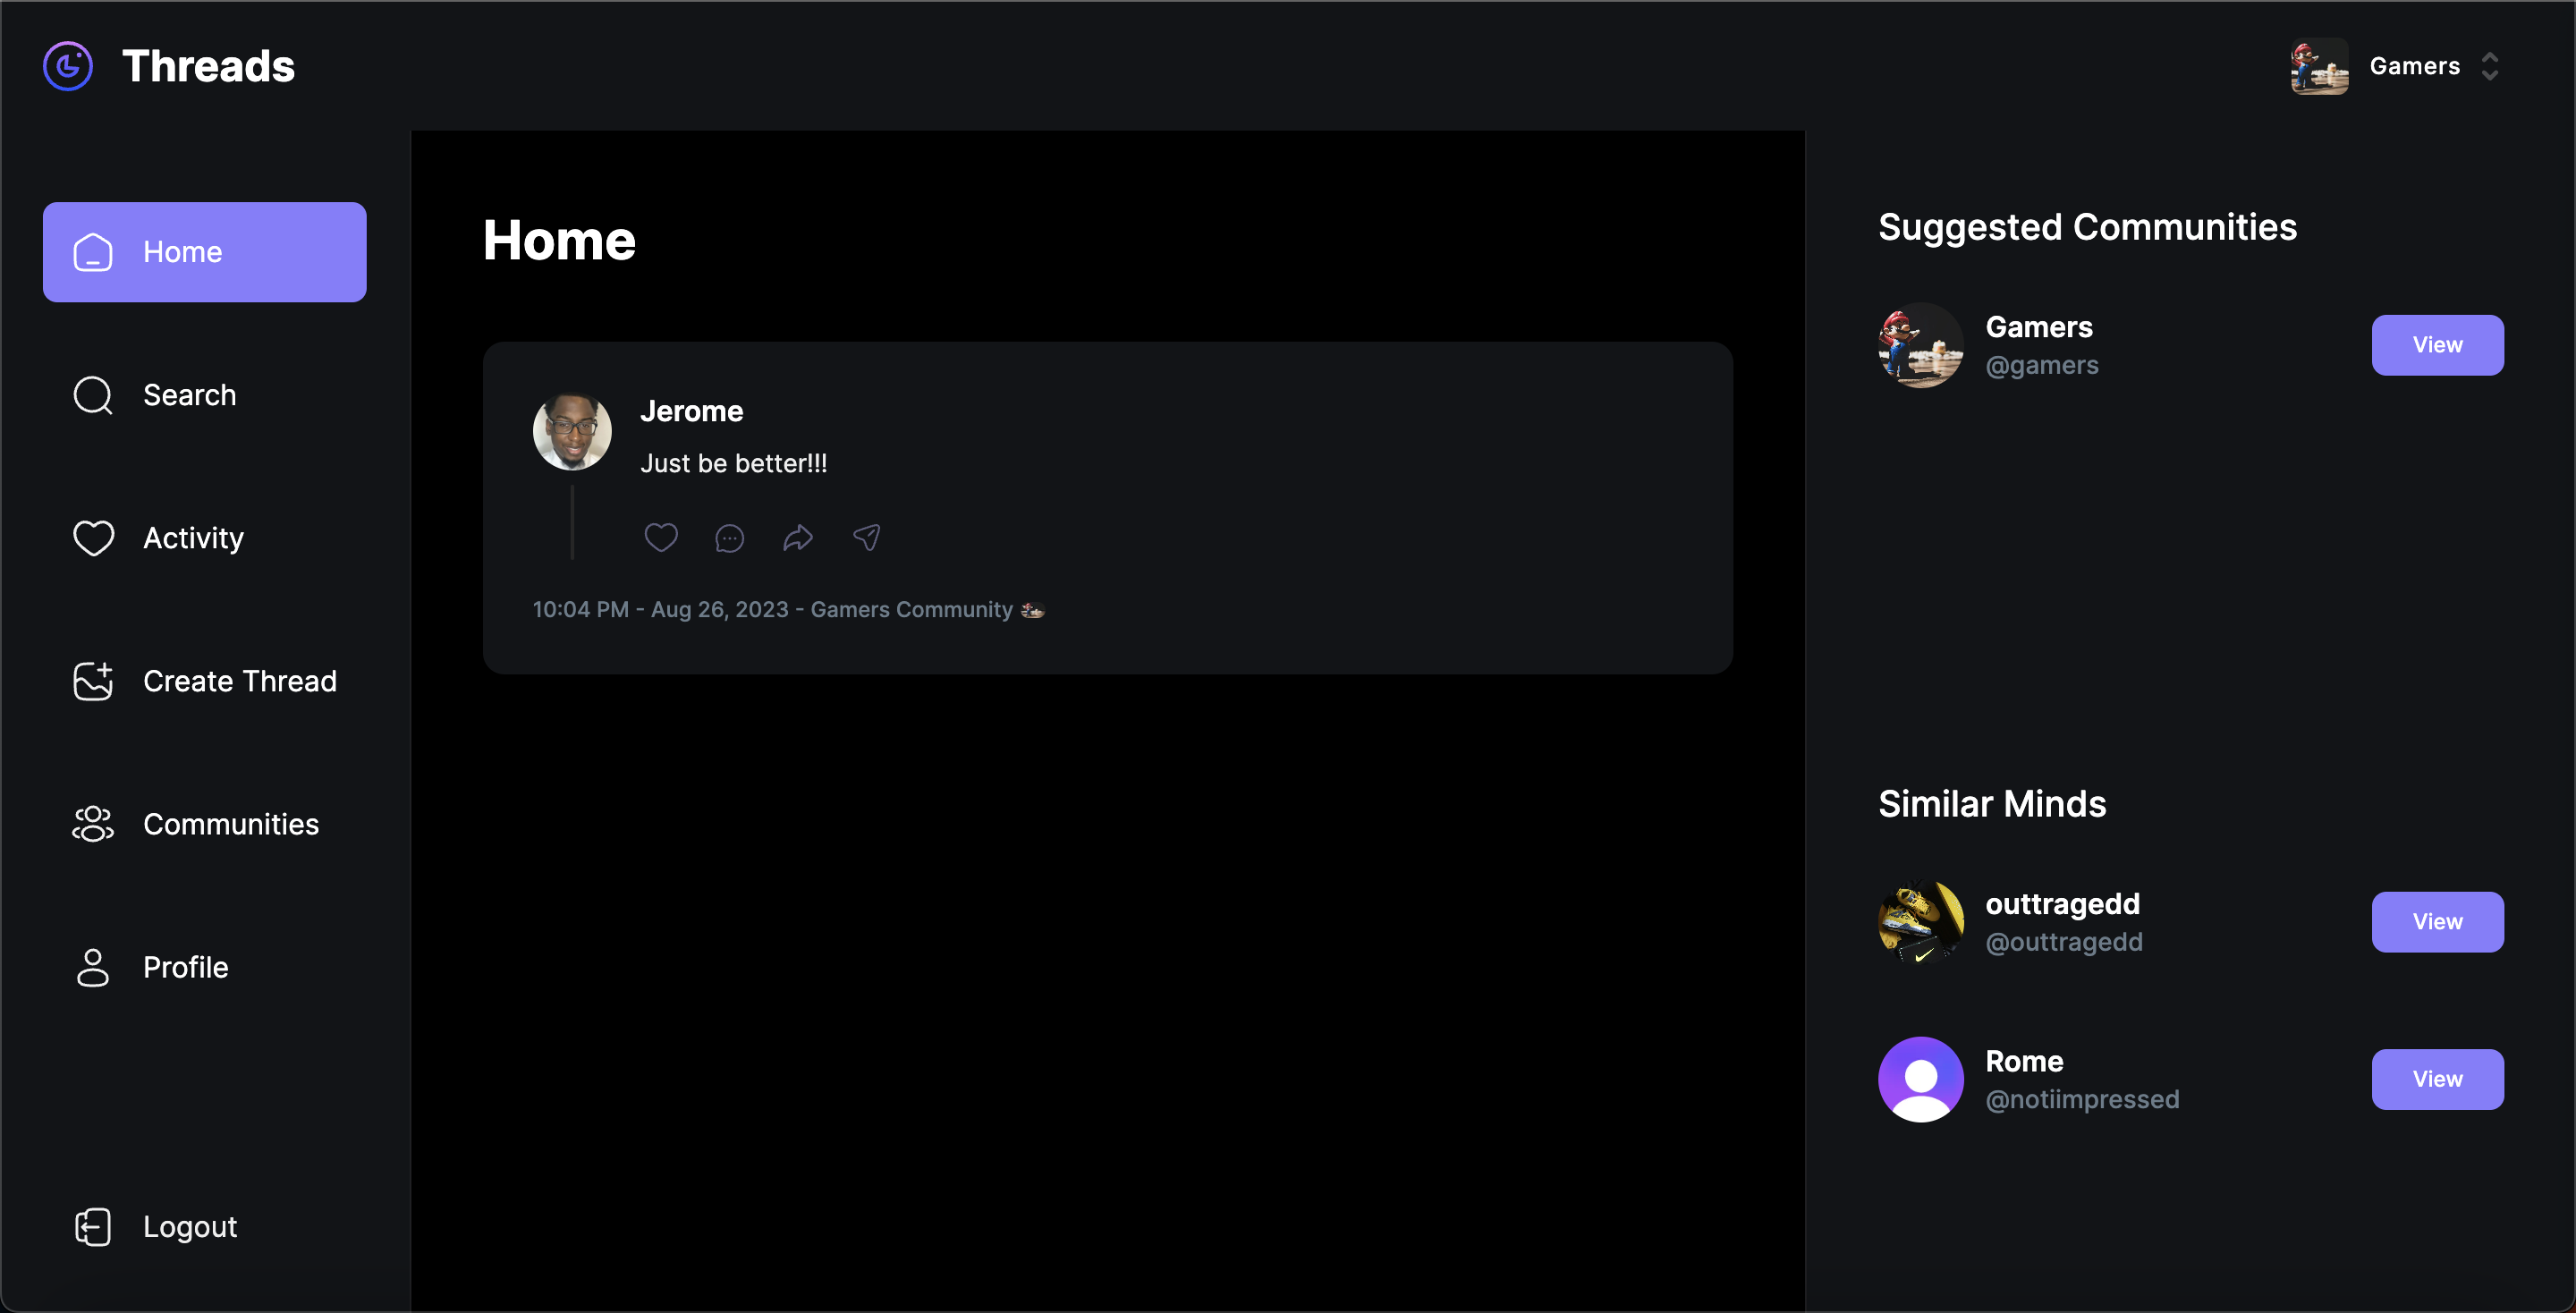 Threads
Gamers
Home
Search
Activity
Create Thread
Communities
Profile
Logout
Home
Jerome
Just be better!!!
10:04 PM - Aug 26, 2023 - Gamers Community
Suggested Communities
Gamers
@gamers
View
Similar Minds
outtragedd
@outtragedd
View
Rome
@notiimpressed
View